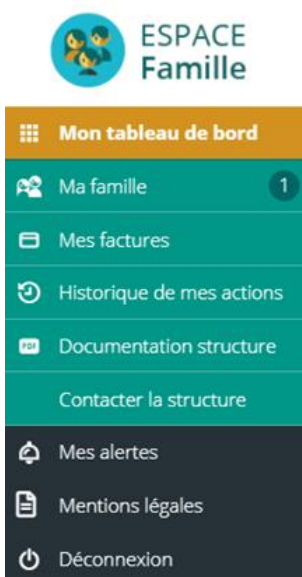 ESPACE
Famille
Mon tableau de bord
Ma famille 1
Mes factures
Historique de mes actions
PDF Documentation structure
Contacter la structure
Mes alertes
Mentions légales
Déconnexion